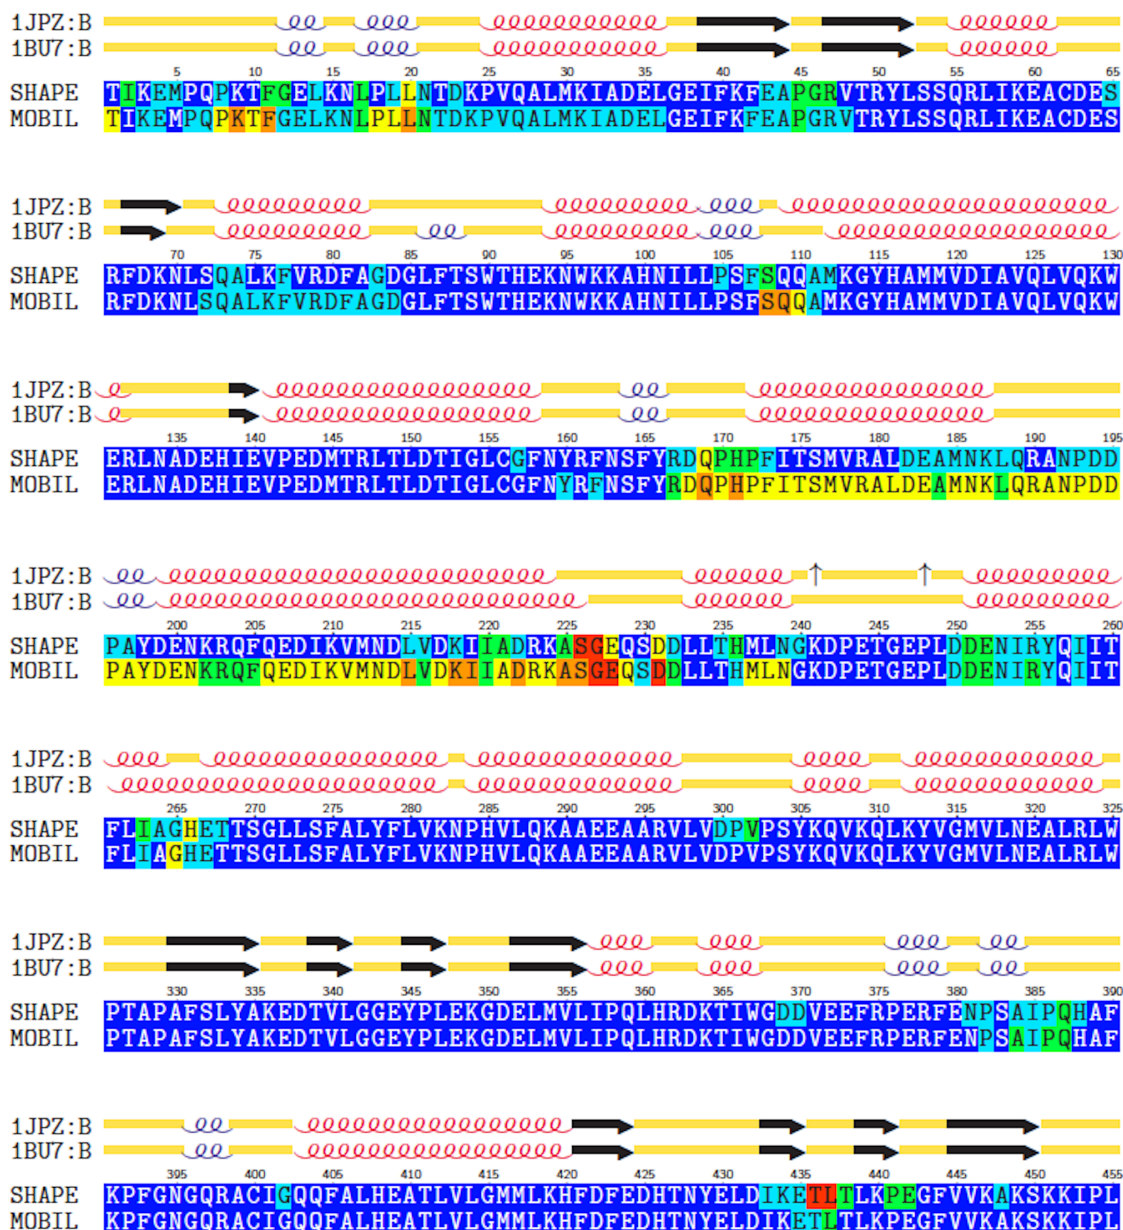 1JPZ:B
1BU7:B
5 10 15 20 25 30 35 40 45 50 55 60 65
SHAPE TIKEMPQPKTFGELKNLPLLNTDKPVQALMKIADELGEIFKFEAPGRVTRYLSSQRLIKEACDES
MOBIL TIKEMPQPKTFGELKNLPLLNTDKPVQALMKIADELGEIFKFEAPGRVTRYLSSQRLIKEACDES
1JPZ:B
1BU7:B
70 75 80 85 90 95 100 105 110 115 120 125 130
SHAPE RFDKNLSQALKFVRDFAGDGLFTSWTHEKNWKKAHNILLPSFSQQAMKGYHAMMVDIAVQLVQKW
MOBIL RFDKNLSQALKFVRDFAGDGLFTSWTHEKNWKKAHNILLPSFSQQAMKGYHAMMVDIAVQLVQKW
1JPZ:B
1BU7:B
135 140 145 150 155 160 165 170 175 180 185 190 195
SHAPE ERLNADEHIEVPEDMTRLTLDTIGLCGFNYRFNSFYRDQPHPFITSMVRALDEAMNKLQRANPDD
MOBIL ERLNADEHIEVPEDMTRLTLDTIGLCGFNYRFNSFYRDQPHPFITSMVRALDEAMNKLQRANPDD
1JPZ:B
1BU7:B
200 205 210 215 220 225 230 235 240 245 250 255 260
SHAPE PAYDENKRQFQEDIKVMNDLVDKIIADRKASGEQSDDLLTHMLNGKDPETGEPLDDENIRYQIIT
MOBIL PAYDENKRQFQEDIKVMNDLVDKIIADRKASGEQSDDLLTHMLNGKDPETGEPLDDENIRYQIIT
1JPZ:B
1BU7:B
265 270 275 280 285 290 295 300 305 310 315 320 325
SHAPE FLIAGHETTSGLLSFALYFLVKNPHVLQKAAEEAARVLVDPVPSYKQVKQLKYVGMVLNEALRLW
MOBIL FLIAGHETTSGLLSFALYFLVKNPHVLQKAAEEAARVLVDPVPSYKQVKQLKYVGMVLNEALRLW
1JPZ:B
1BU7:B
330 335 340 345 350 355 360 365 370 375 380 385 390
SHAPE PTAPAFSLYAKEDTVLGGEYPLEKGDELMVLIPQLHRDKTIWGDDVEEFRPERFENPSAIPQHAF
MOBIL PTAPAFSLYAKEDTVLGGEYPLEKGDELMVLIPQLHRDKTIWGDDVEEFRPERFENPSAIPQHAF
1JPZ:B
1BU7:B
395 400 405 410 415 420 425 430 435 440 445 450 455
SHAPE KPFGNGQRACIGQQFALHEATLVLGMMLKHFDFEDHTNYELDIKETLTLKPEGFVVKAKSKKIPL
MOBIL KPFGNGQRACIGQQFALHEATLVLGMMLKHFDFEDHTNYELDIKETLTLKPEGFVVKAKSKKIPL